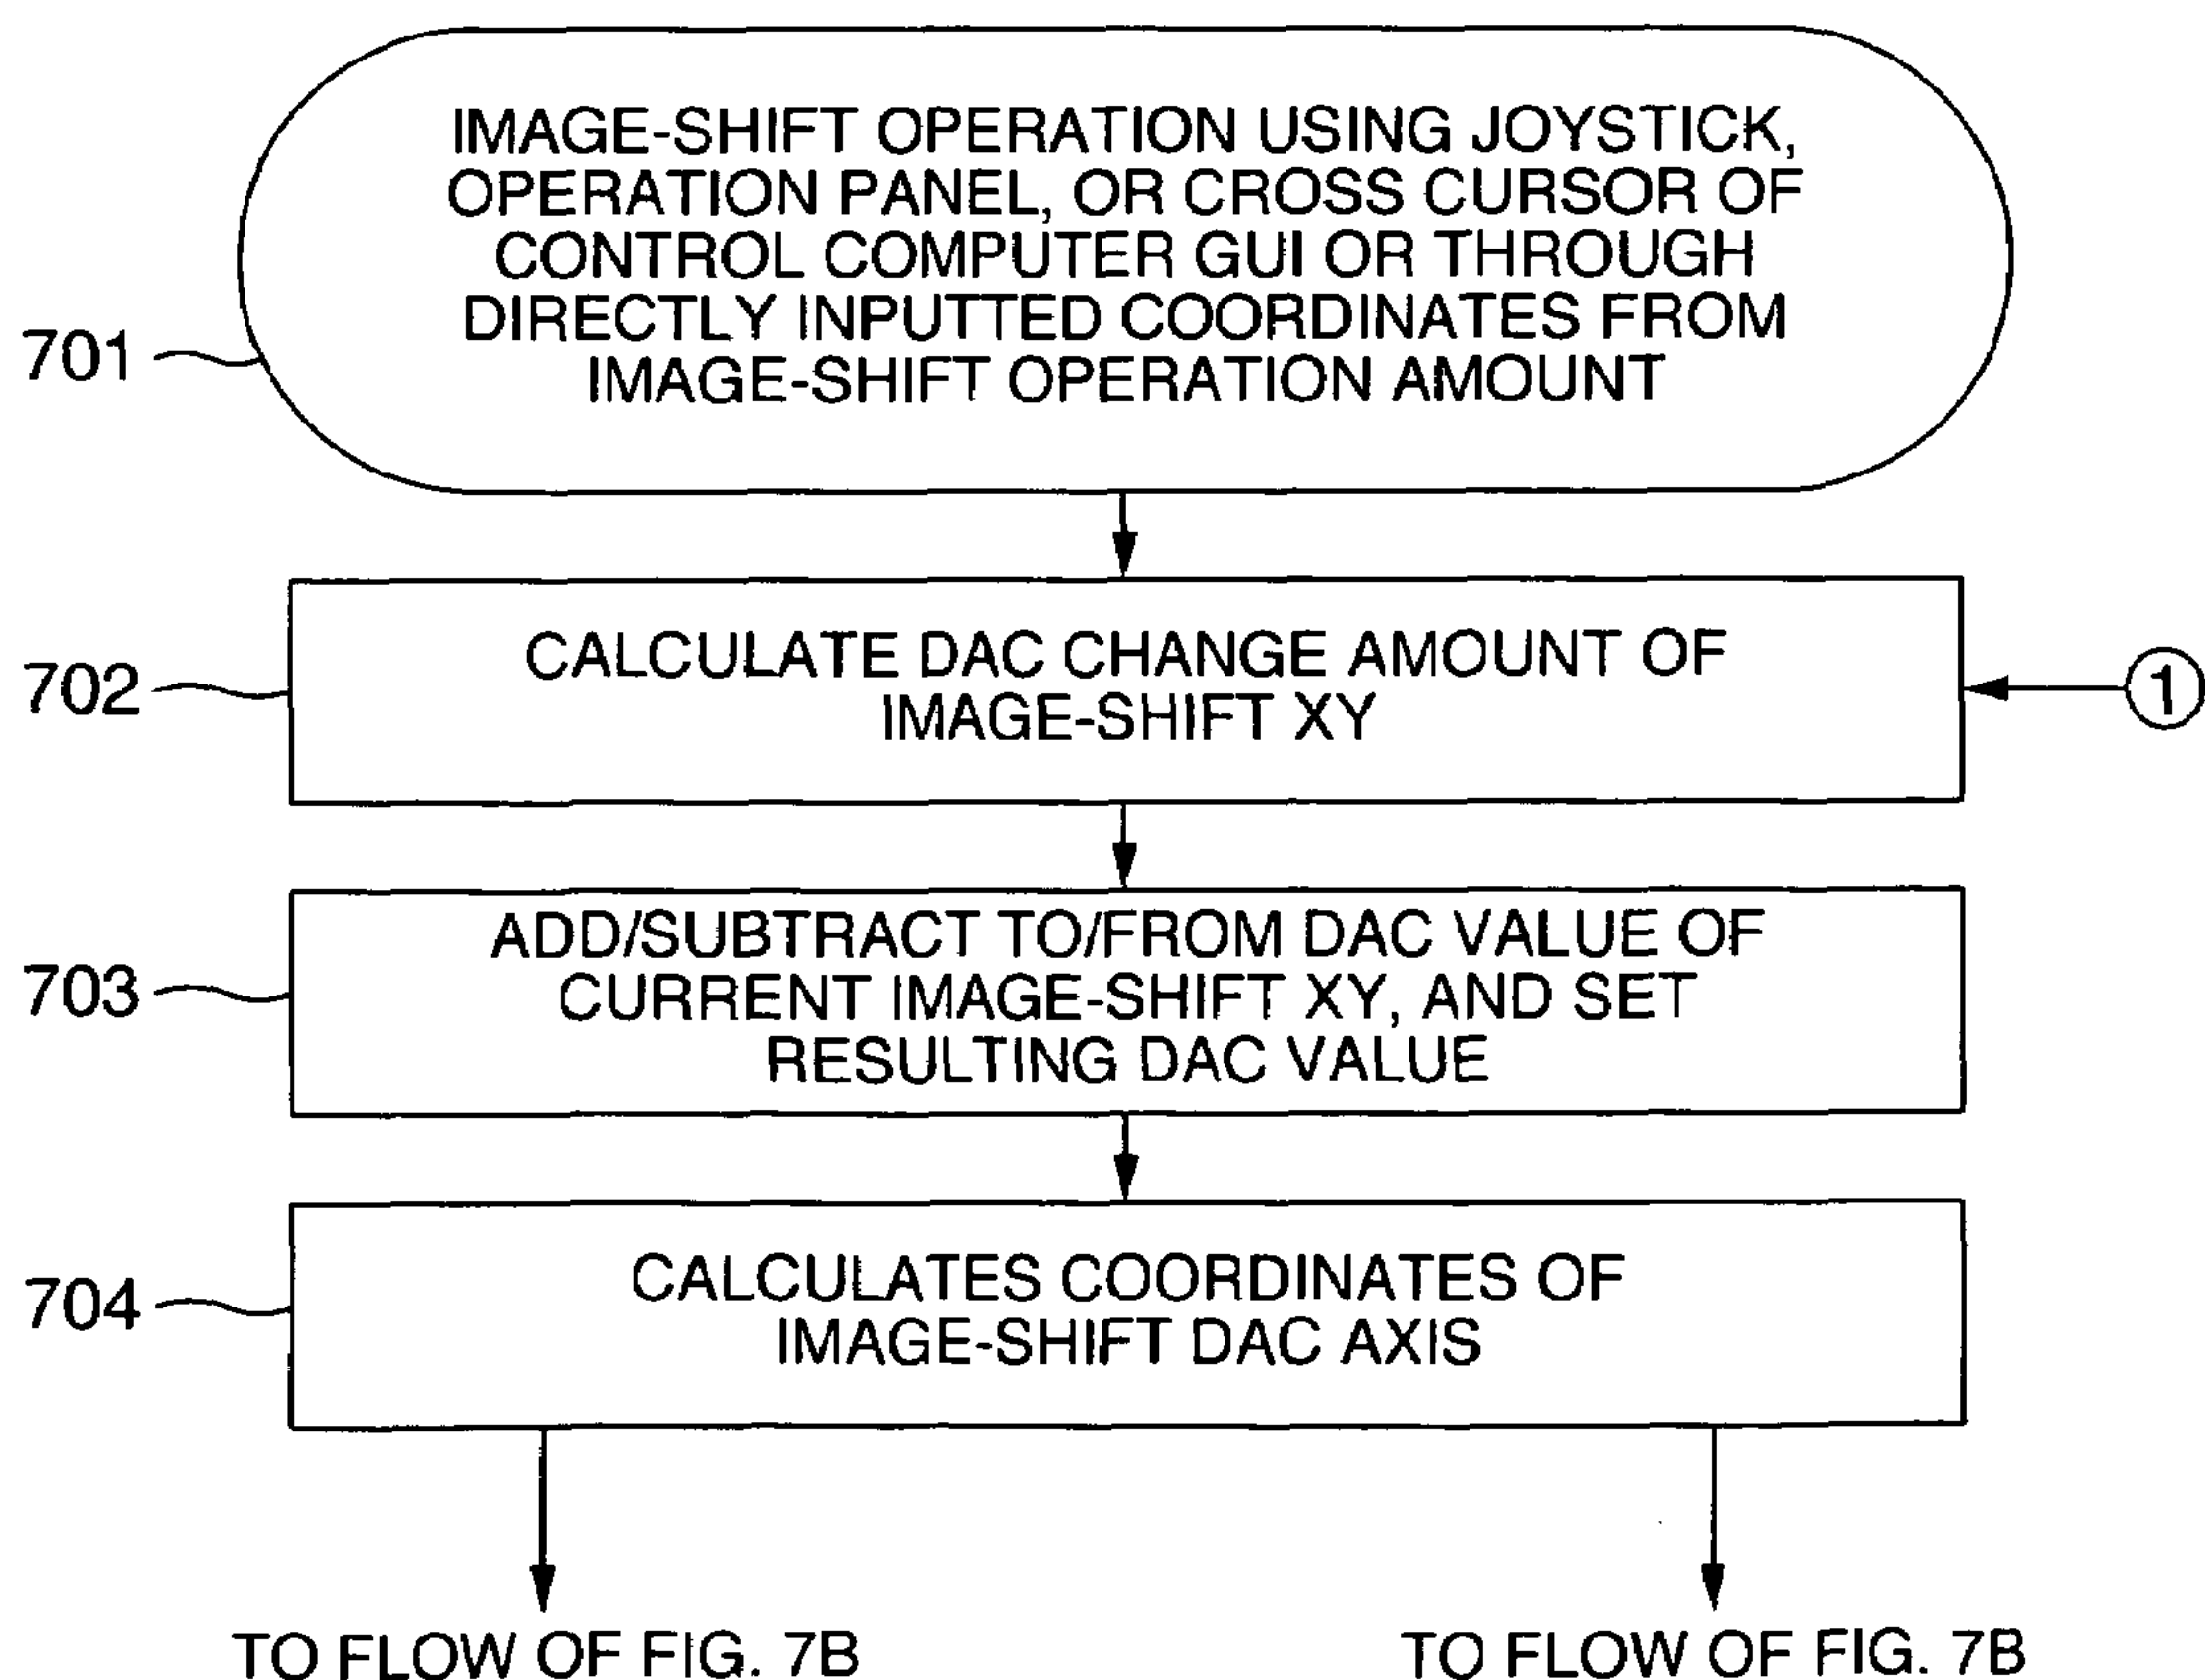 IMAGE-SHIFT OPERATION USING JOYSTICK,
OPERATION PANEL, OR CROSS CURSOR OF
CONTROL COMPUTER GUI OR THROUGH
DIRECTLY INPUTTED COORDINATES FROM
IMAGE-SHIFT OPERATION AMOUNT
701
CALCULATE DAC CHANGE AMOUNT OF
IMAGE-SHIFT XY
702
1
ADD/SUBTRACT TO/FROM DAC VALUE OF
CURRENT IMAGE-SHIFT XY, AND SET
RESULTING DAC VALUE
703
CALCULATES COORDINATES OF
IMAGE-SHIFT DAC AXIS
704
TO FLOW OF FIG. 7B
TO FLOW OF FIG. 7B